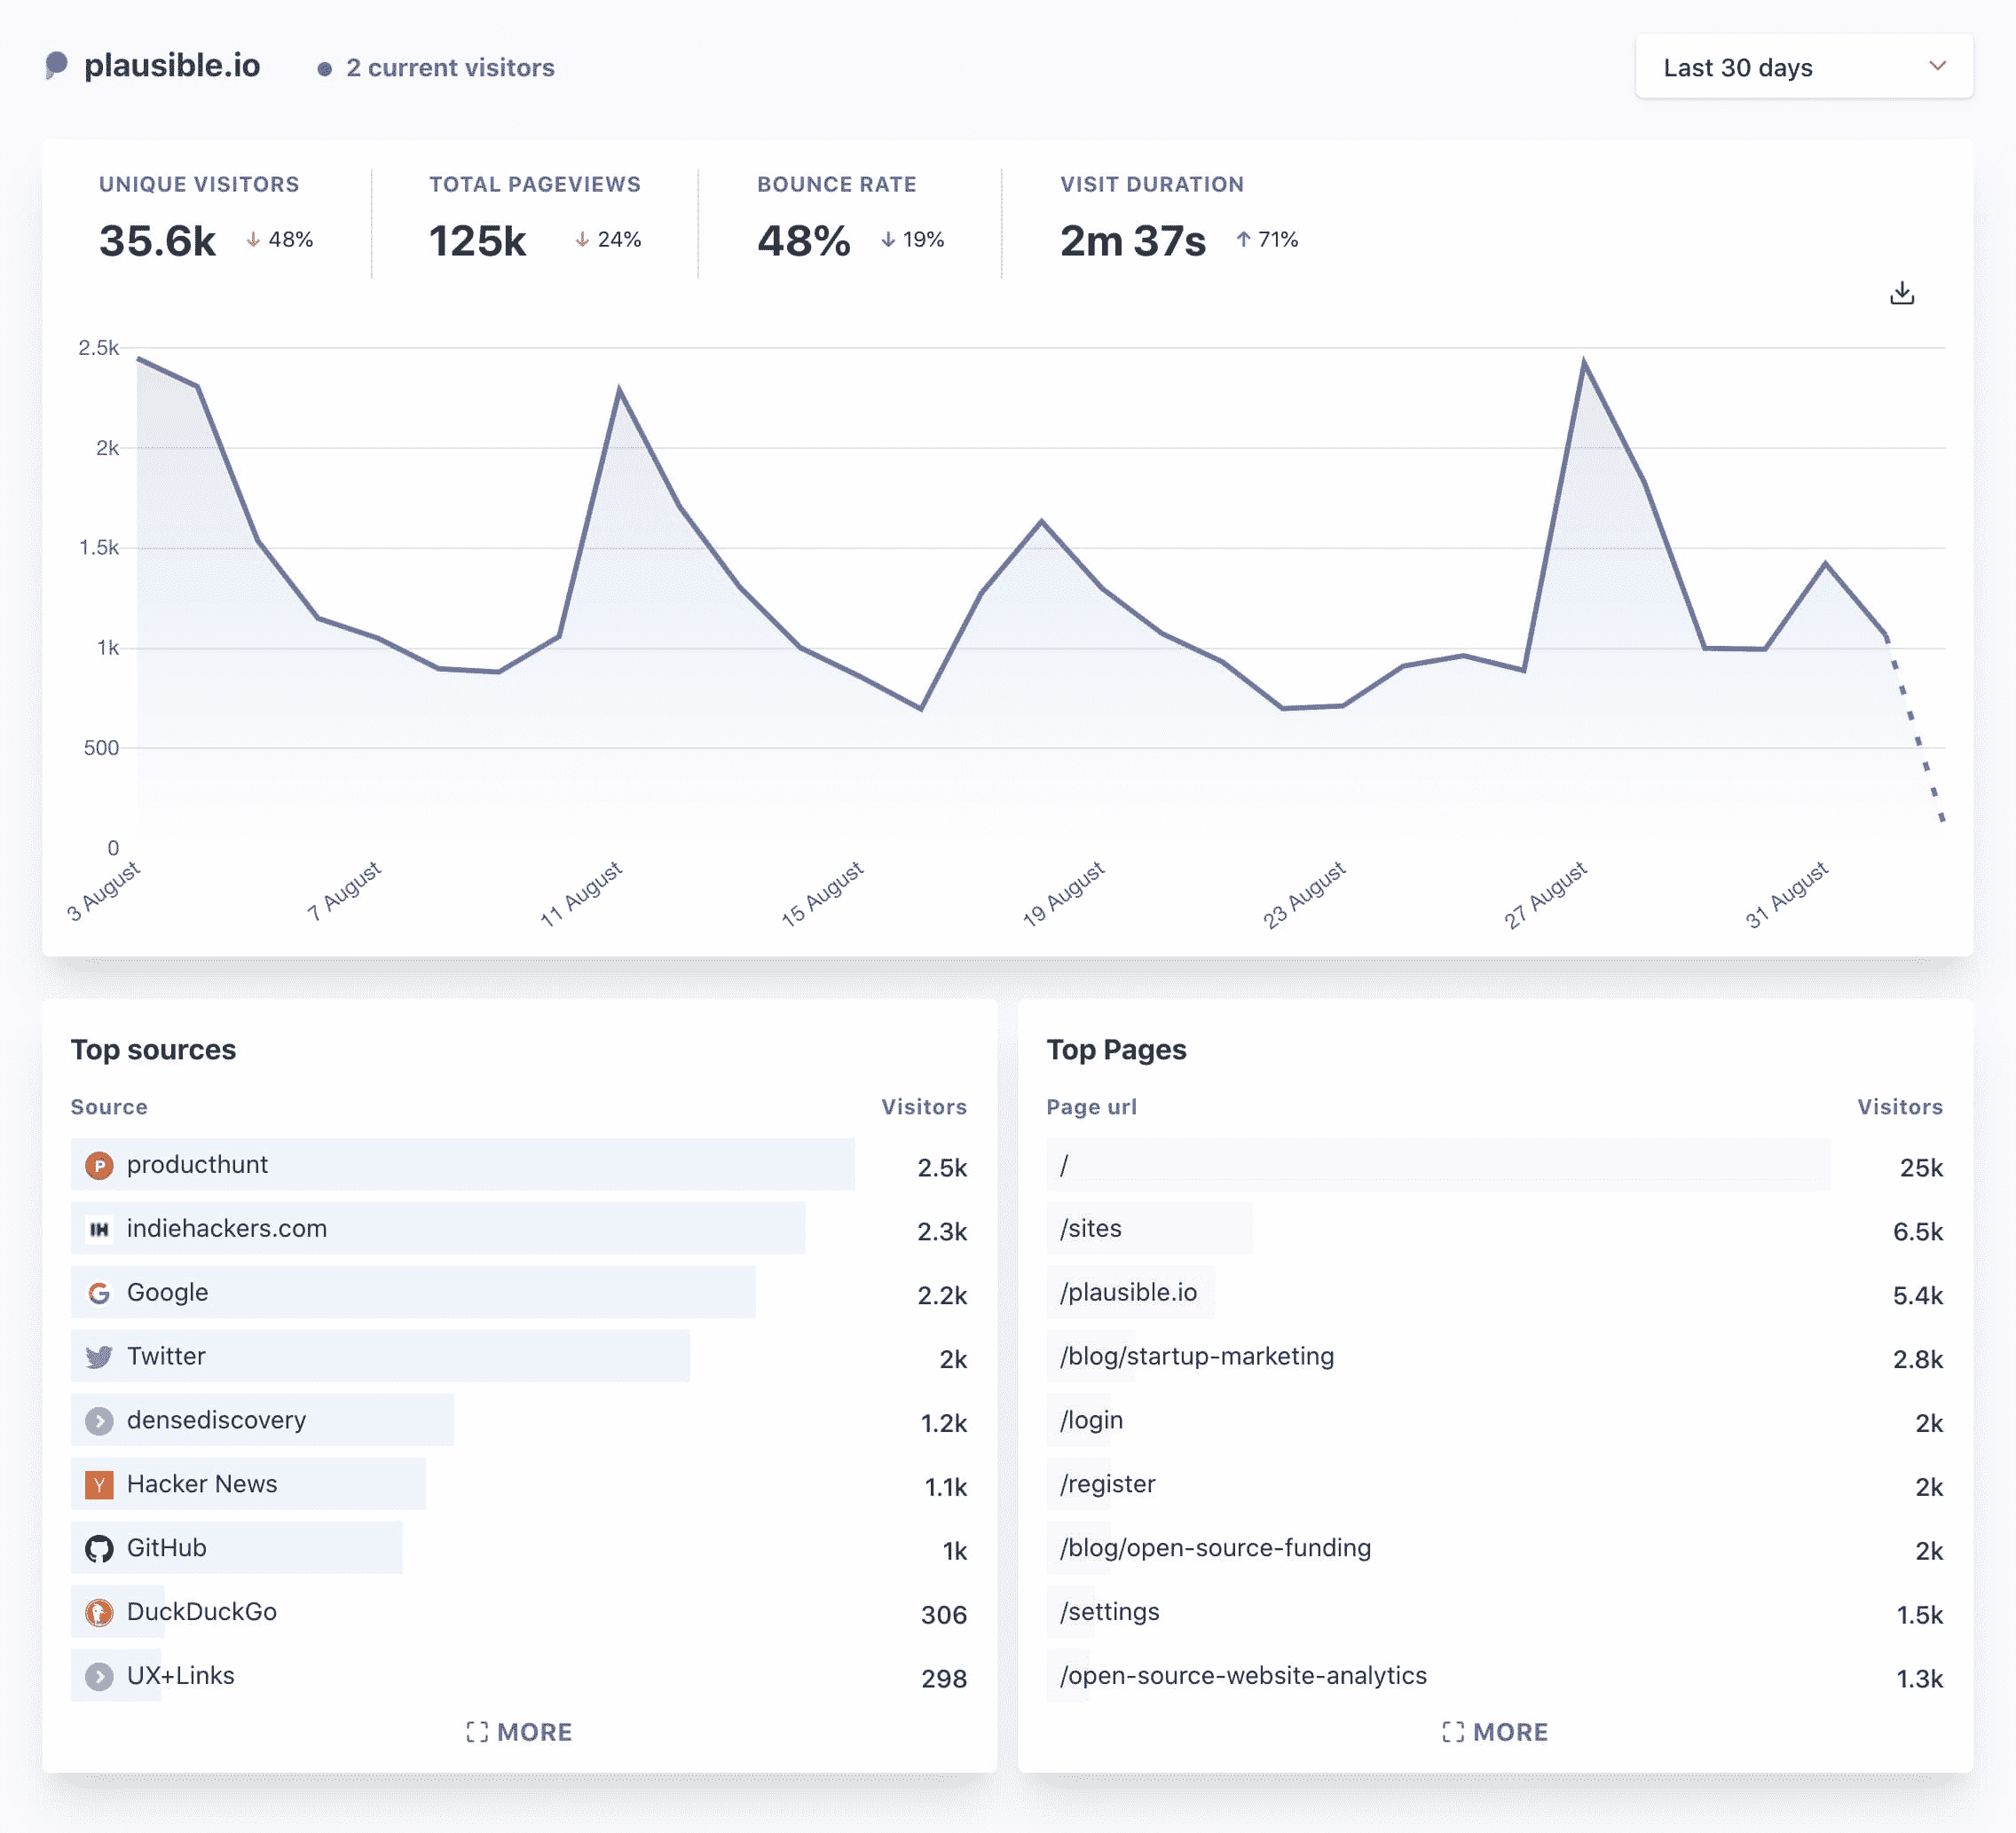 plausible.io
2 current visitors
Last 30 days
UNIQUE VISITORS
35.6k ↓ 48%
TOTAL PAGEVIEWS
125k ↓ 24%
BOUNCE RATE
48% ↓ 19%
VISIT DURATION
2m 37s ↑ 71%
2.5k
2k
1.5k
1k
500
0
3 August
7 August
11 August
15 August
19 August
23 August
27 August
31 August
Top sources
Source Visitors
P producthunt 2.5k
IH indiehackers.com 2.3k
G Google 2.2k
Twitter 2k
densediscovery 1.2k
Y Hacker News 1.1k
GitHub 1k
DuckDuckGo 306
UX+Links 298
MORE
Top Pages
Page url Visitors
/ 25k
/sites 6.5k
/plausible.io 5.4k
/blog/startup-marketing 2.8k
/login 2k
/register 2k
/blog/open-source-funding 2k
/settings 1.5k
/open-source-website-analytics 1.3k
MORE